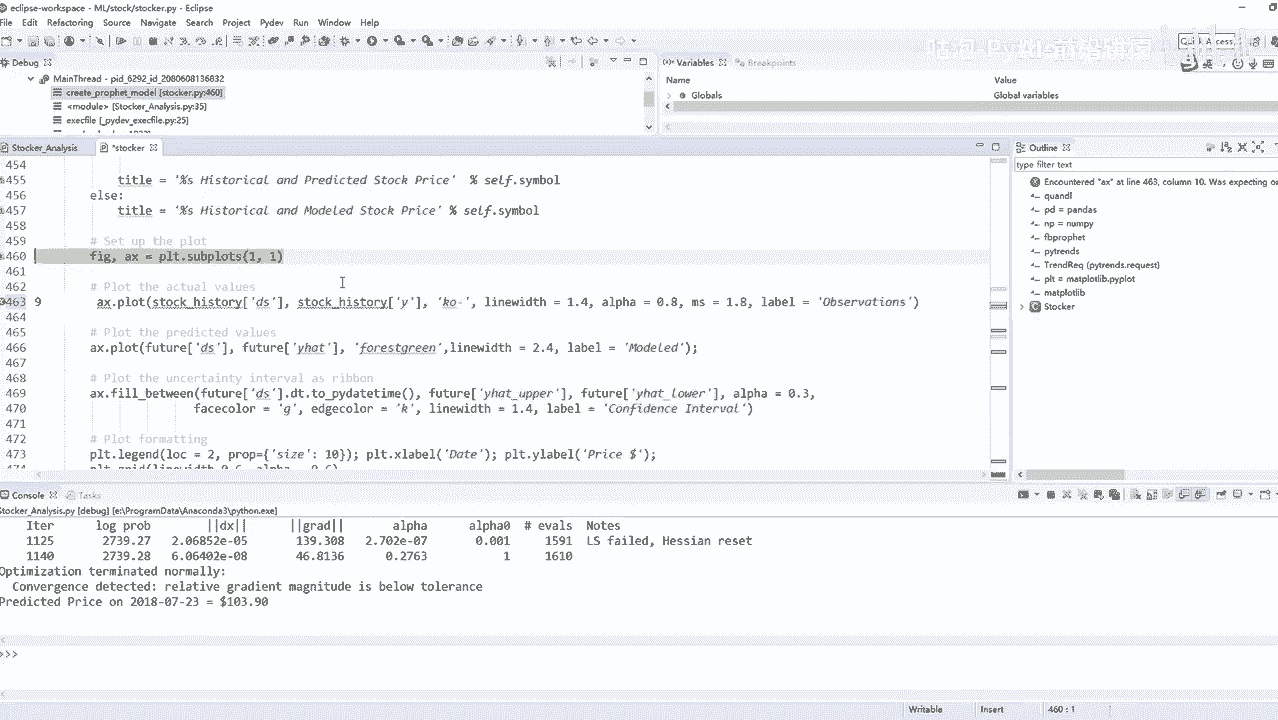 eclipse-workspace - ML/stock/stocker.py - Eclipse
File Edit Refactoring Source Navigate Search Project Pydev Run Window Help
Debug
MainThread - pid_6292_id_2080608136832
create_prophet_model [stocker.py:460]
<module> [Stocker_Analysis.py:35]
execfile [_pydev_execfile.py:25]
(x)= Variables Breakpoints
Name Value
Globals Global variables
Stocker_Analysis *stocker
454
455 title = '%s Historical and Predicted Stock Price' % self.symbol
456 else:
457 title = '%s Historical and Modeled Stock Price' % self.symbol
458
459 # Set up the plot
460 fig, ax = plt.subplots(1, 1)
461
462 # Plot the actual values
463 9 ax.plot(stock_history['ds'], stock_history['y'], 'ko-', linewidth = 1.4, alpha = 0.8, ms = 1.8, label = 'Observations')
464
465 # Plot the predicted values
466 ax.plot(future['ds'], future['yhat'], 'forestgreen',linewidth = 2.4, label = 'Modeled');
467
468 # Plot the uncertainty interval as ribbon
469 ax.fill_between(future['ds'].dt.to_pydatetime(), future['yhat_upper'], future['yhat_lower'], alpha = 0.3,
470 facecolor = 'g', edgecolor = 'k', linewidth = 1.4, label = 'Confidence Interval')
471
472 # Plot formatting
473 plt.legend(loc = 2, prop={'size': 10}); plt.xlabel('Date'); plt.ylabel('Price $');
Outline
type filter text
Encountered "ax" at line 463, column 10. Was expecting
quandl
pd = pandas
np = numpy
fbprophet
pytrends
TrendReq (pytrends.request)
plt = matplotlib.pyplot
matplotlib
Stocker
Console Tasks
Stocker_Analysis.py [debug] [e:\ProgramData\Anaconda3\python.exe]
Iter log prob ||dx|| ||grad|| alpha alpha0 # evals Notes
1125 2739.27 2.06852e-05 139.308 2.702e-07 0.001 1591 LS failed, Hessian reset
1140 2739.28 6.06402e-08 46.8136 0.2763 1 1610
Optimization terminated normally:
Convergence detected: relative gradient magnitude is below tolerance
Predicted Price on 2018-07-23 = $103.90
>>>
Writable Insert 460 : 1